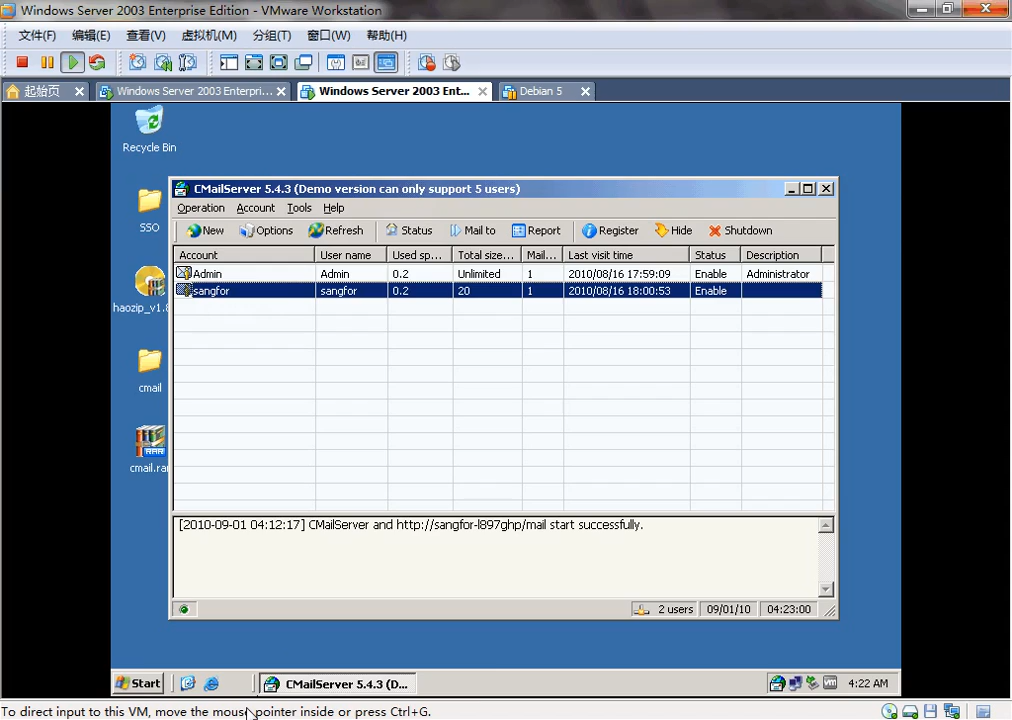 Windows Server 2003 Enterprise Edition - VMware Workstation
文件(F) 编辑(E) 查看(V) 虚拟机(M) 分组(T) 窗口(W) 帮助(H)
起始页 Windows Server 2003 Enterpri... Windows Server 2003 Ent... Debian 5
Recycle Bin
SSO
haozip_v1.8
cmail
cmail.rar
RAR
CMailServer 5.4.3 (Demo version can only support 5 users)
Operation Account Tools Help
New Options Refresh Status Mail to Report Register Hide Shutdown
Account User name Used sp... Total size... Mail... Last visit time Status Description
Admin Admin 0.2 Unlimited 1 2010/08/16 17:59:09 Enable Administrator
sangfor sangfor 0.2 20 1 2010/08/16 18:00:53 Enable
[2010-09-01 04:12:17] CMailServer and http://sangfor-l897ghp/mail start successfully.
2 users 09/01/10 04:23:00
Start CMailServer 5.4.3 (D... 4:22 AM
To direct input to this VM, move the mouse pointer inside or press Ctrl+G.